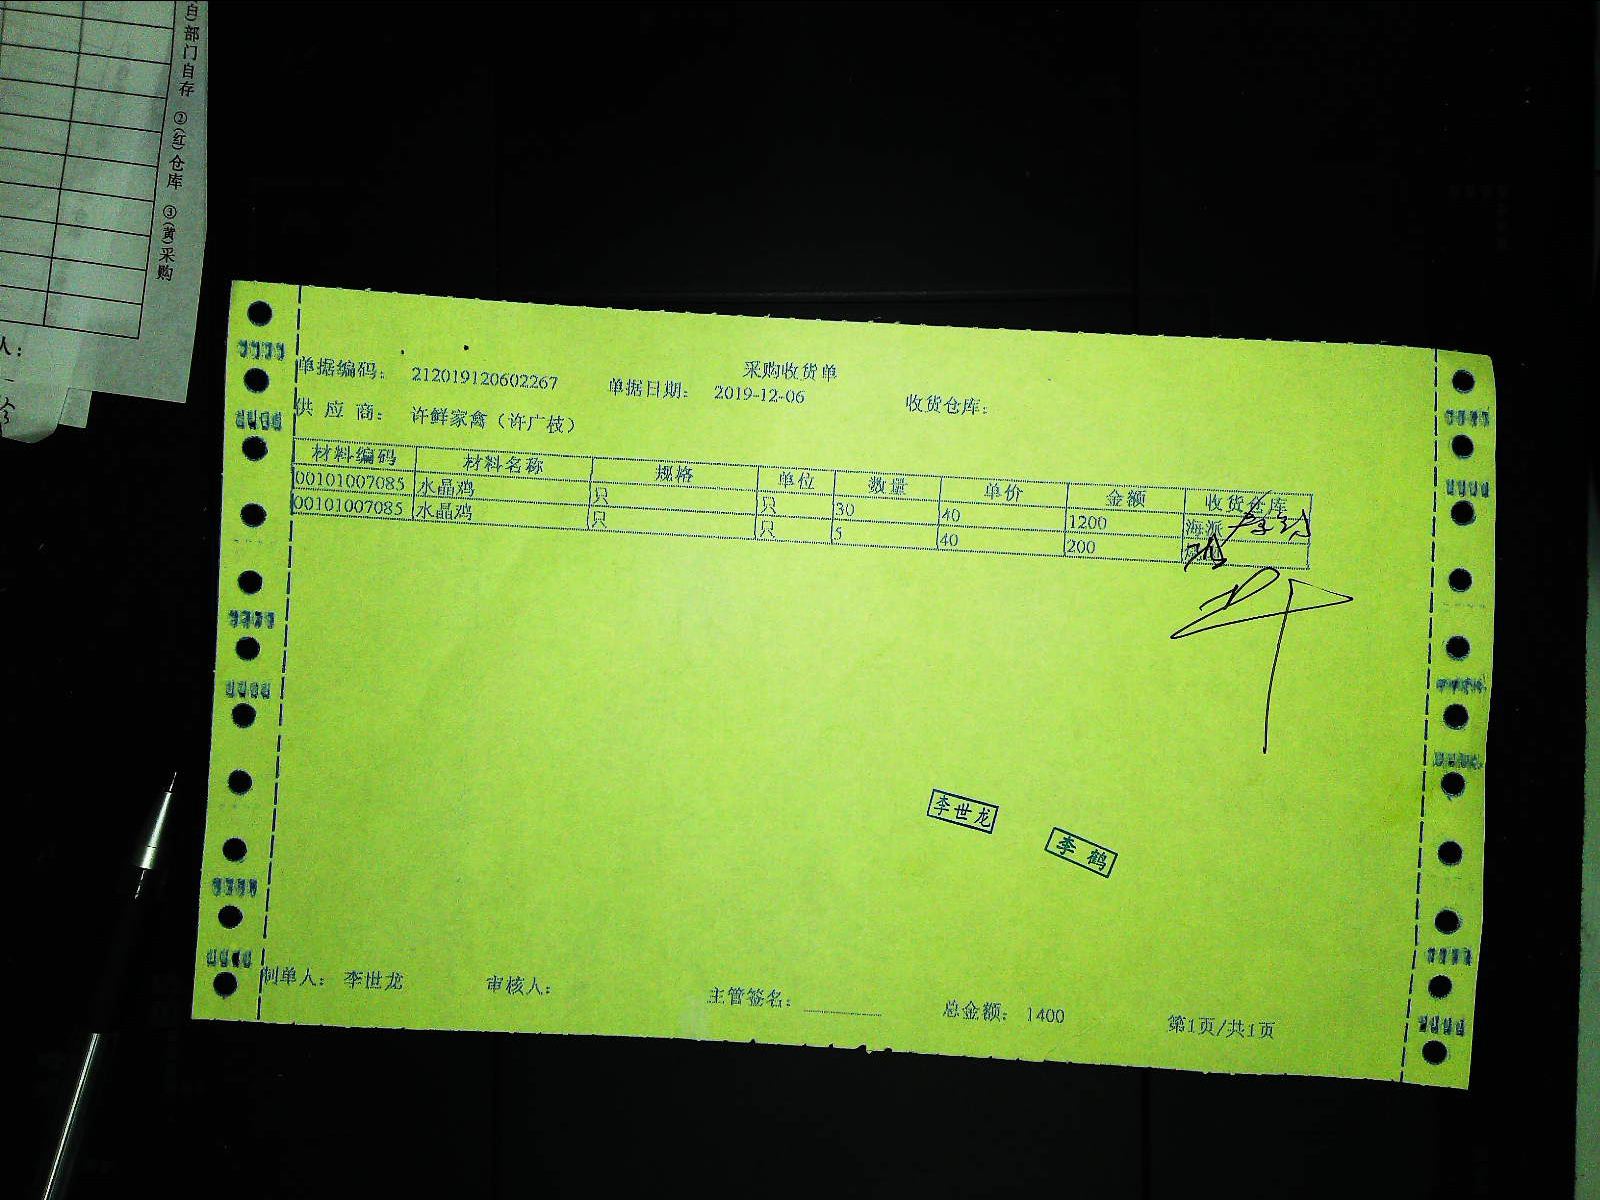 自)部门自存 ②(红)仓库 ③(黄)采购
人:
采购收货单
单据编码: 212019120602267 单据日期: 2019-12-06 收货仓库:
供应商: 许鲜家禽(许广枝)
材料编码 材料名称 规格 单位 数量 单价 金额 收货仓库
00101007085 水晶鸡 只 只 30 40 1200 海派
00101007085 水晶鸡 只 只 5 40 200
李世龙
李鹤
制单人: 李世龙 审核人: 主管签名: 总金额: 1400 第1页/共1页